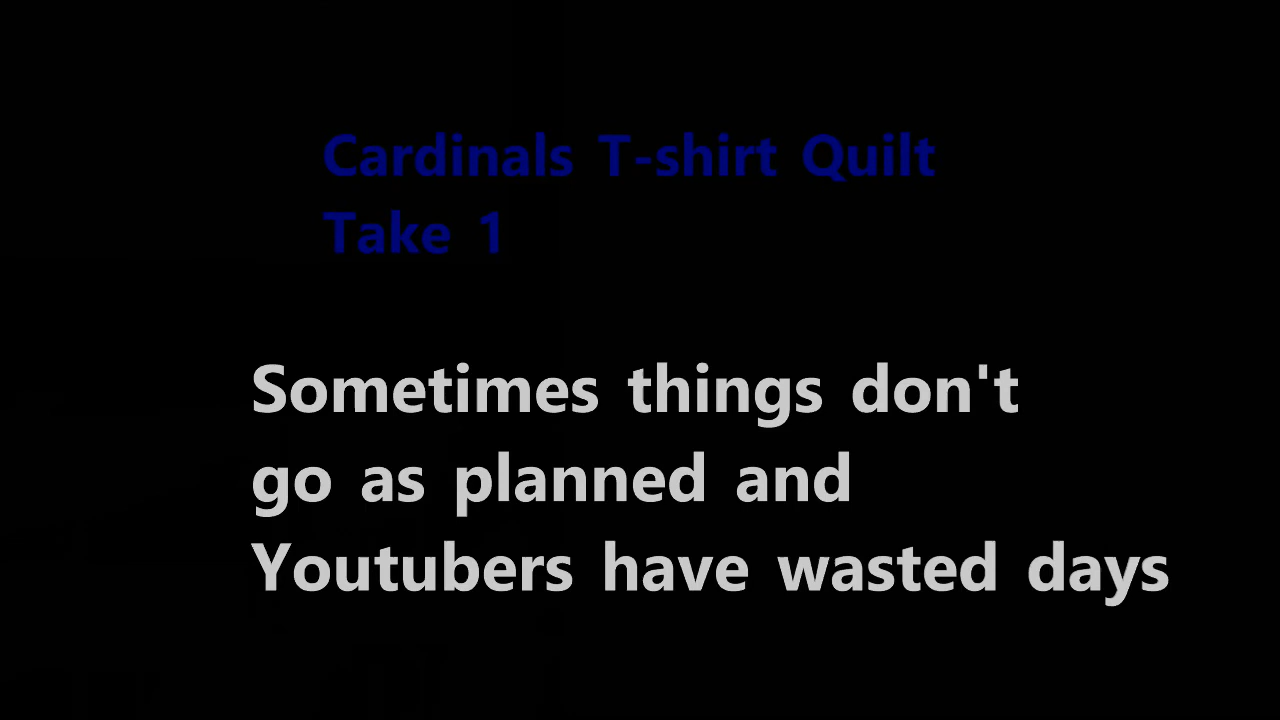 Cardinals T-shirt Quilt
Take 1
Sometimes things don't
go as planned and
Youtubers have wasted days